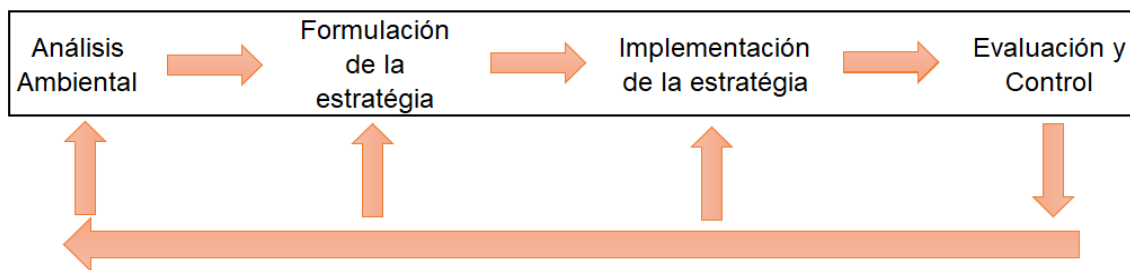 Análisis
Ambiental
Formulación
de la
estratégia
Implementación
de la estratégia
Evaluación y
Control